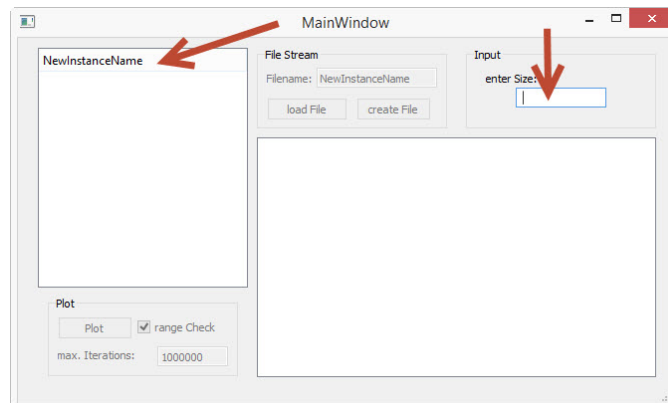 MainWindow
NewInstanceName
File Stream
Filename: NewInstanceName
load File create File
Input
enter Size:
Plot
Plot range Check
max. Iterations: 1000000